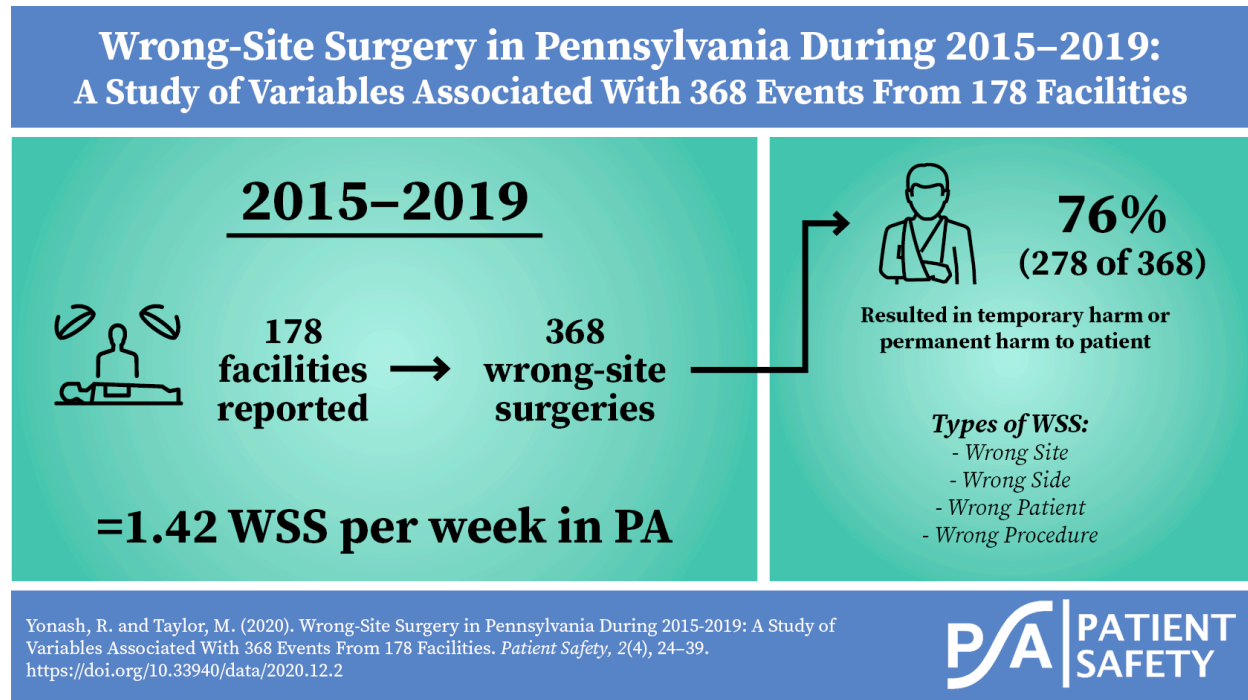 Wrong-Site Surgery in Pennsylvania During 2015–2019:
A Study of Variables Associated With 368 Events From 178 Facilities
2015–2019
178
facilities
reported
368
wrong-site
surgeries
=1.42 WSS per week in PA
76%
(278 of 368)
Resulted in temporary harm or
permanent harm to patient
Types of WSS:
- Wrong Site
- Wrong Side
- Wrong Patient
- Wrong Procedure
Yonash, R. and Taylor, M. (2020). Wrong-Site Surgery in Pennsylvania During 2015-2019: A Study of
Variables Associated With 368 Events From 178 Facilities. Patient Safety, 2(4), 24–39.
https://doi.org/10.33940/data/2020.12.2
PSA
PATIENT
SAFETY